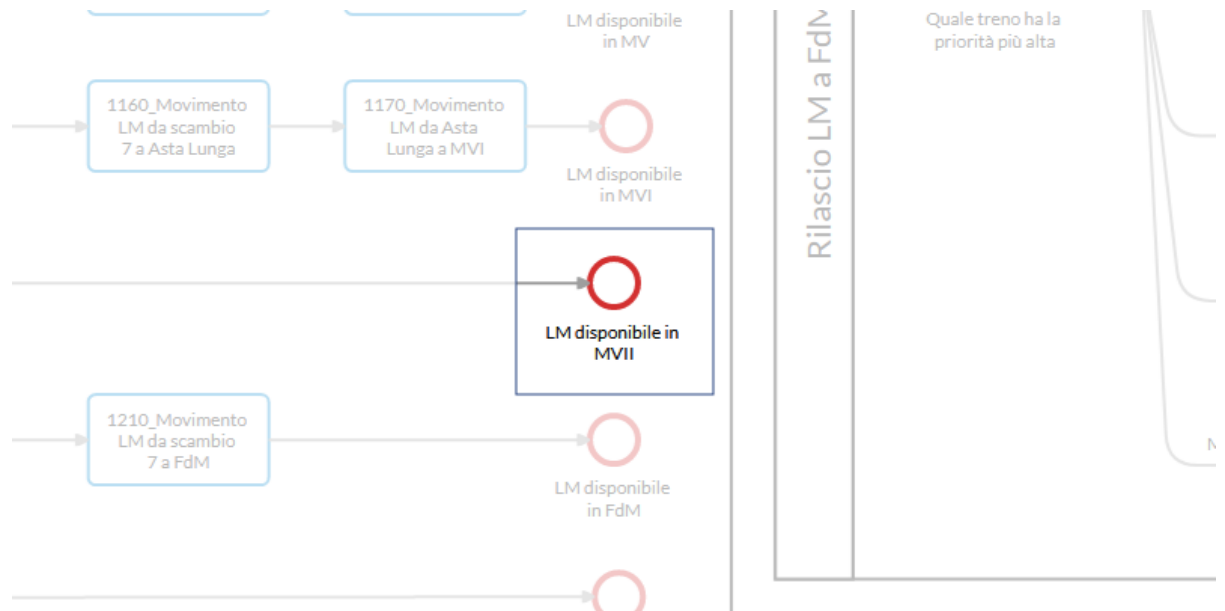 LM disponibile
in MV
Quale treno ha la
priorità più alta
1160_Movimento
LM da scambio
7 a Asta Lunga
1170_Movimento
LM da Asta
Lunga a MVI
LM disponibile
in MVI
Rilascio LM a FdM
LM disponibile in
MVII
1210_Movimento
LM da scambio
7 a FdM
LM disponibile
in FdM
M